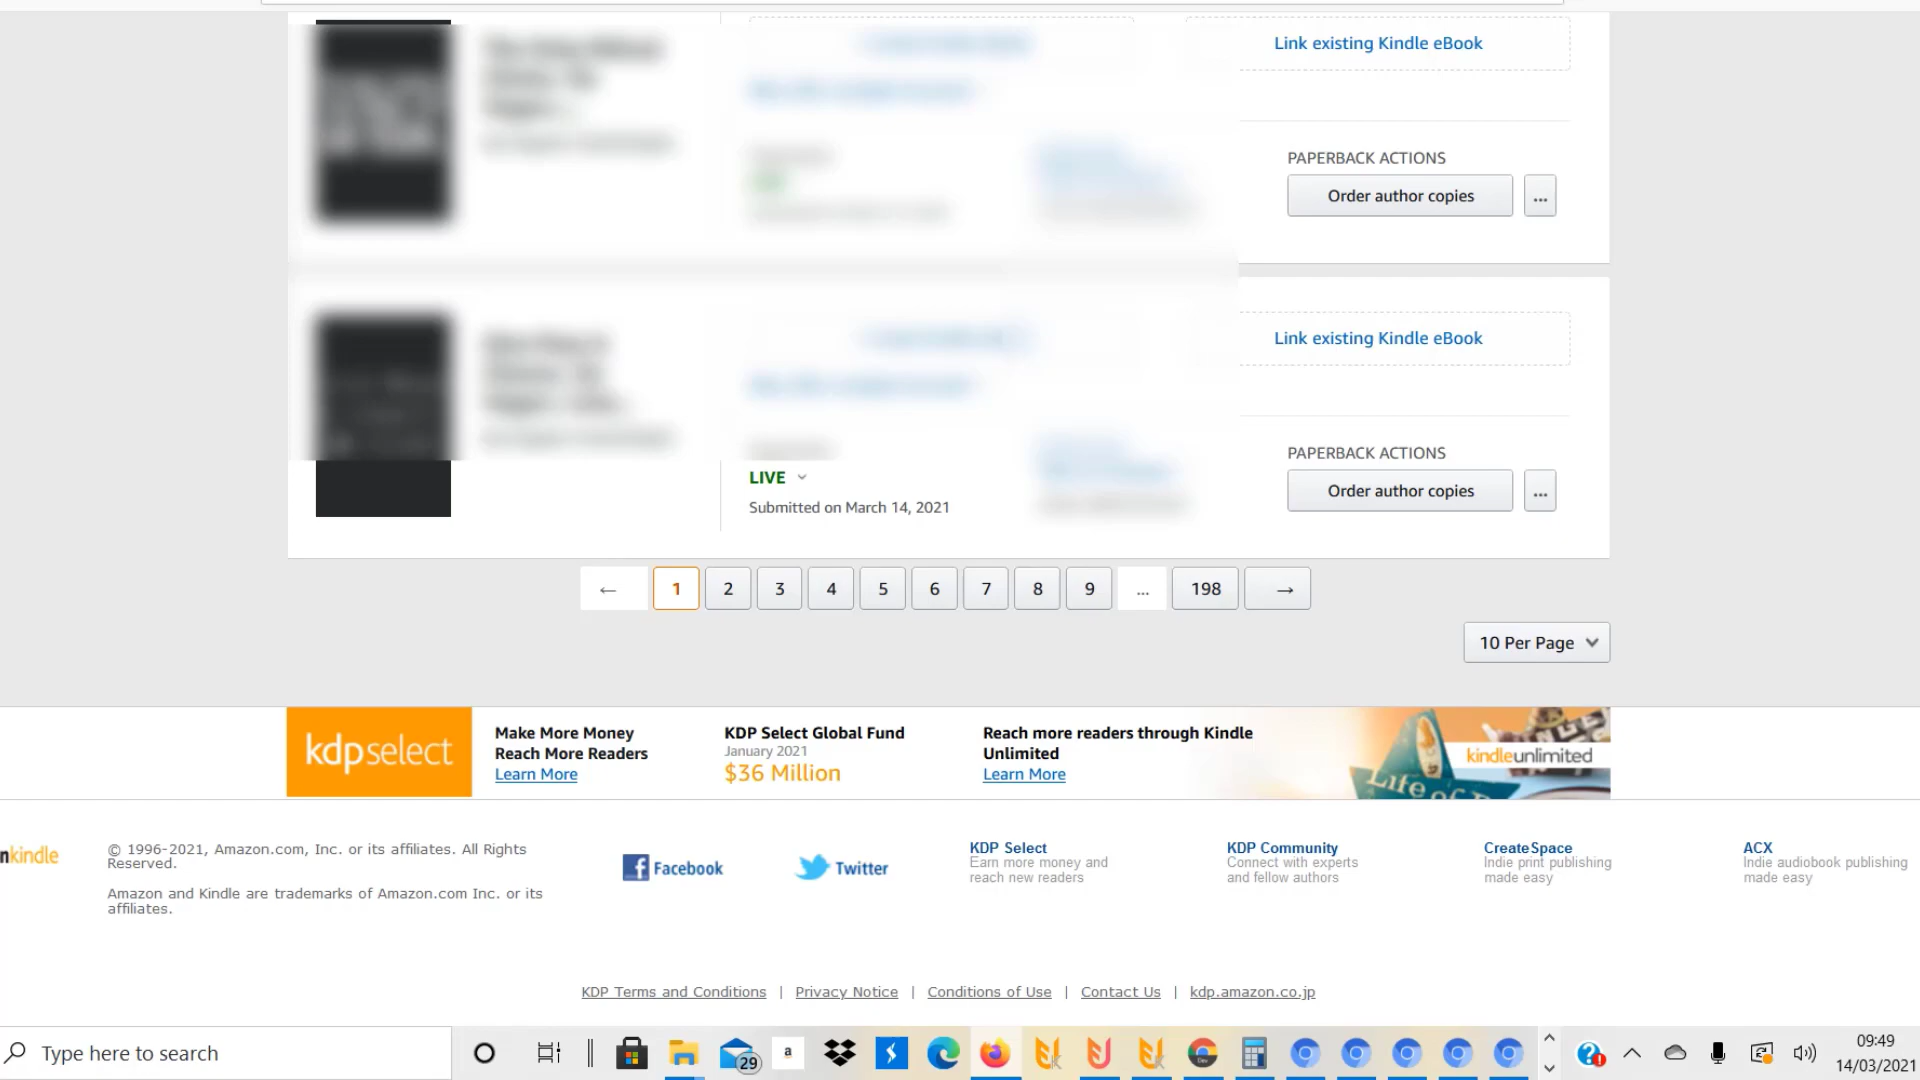 Link existing Kindle eBook
PAPERBACK ACTIONS
Order author copies
...
Link existing Kindle eBook
PAPERBACK ACTIONS
LIVE
Order author copies
...
Submitted on March 14, 2021
← 1 2 3 4 5 6 7 8 9 ... 198 →
10 Per Page
kdpselect
Make More Money
Reach More Readers
Learn More
KDP Select Global Fund
January 2021
$36 Million
Reach more readers through Kindle
Unlimited
Learn More
kindleunlimited
Life of
nkindle
© 1996-2021, Amazon.com, Inc. or its affiliates. All Rights
Reserved.
Amazon and Kindle are trademarks of Amazon.com Inc. or its
affiliates.
Facebook
Twitter
KDP Select
Earn more money and
reach new readers
KDP Community
Connect with experts
and fellow authors
CreateSpace
Indie print publishing
made easy
ACX
Indie audiobook publishing
made easy
KDP Terms and Conditions | Privacy Notice | Conditions of Use | Contact Us | kdp.amazon.co.jp
Type here to search
29
a
Dev
09:49
14/03/2021